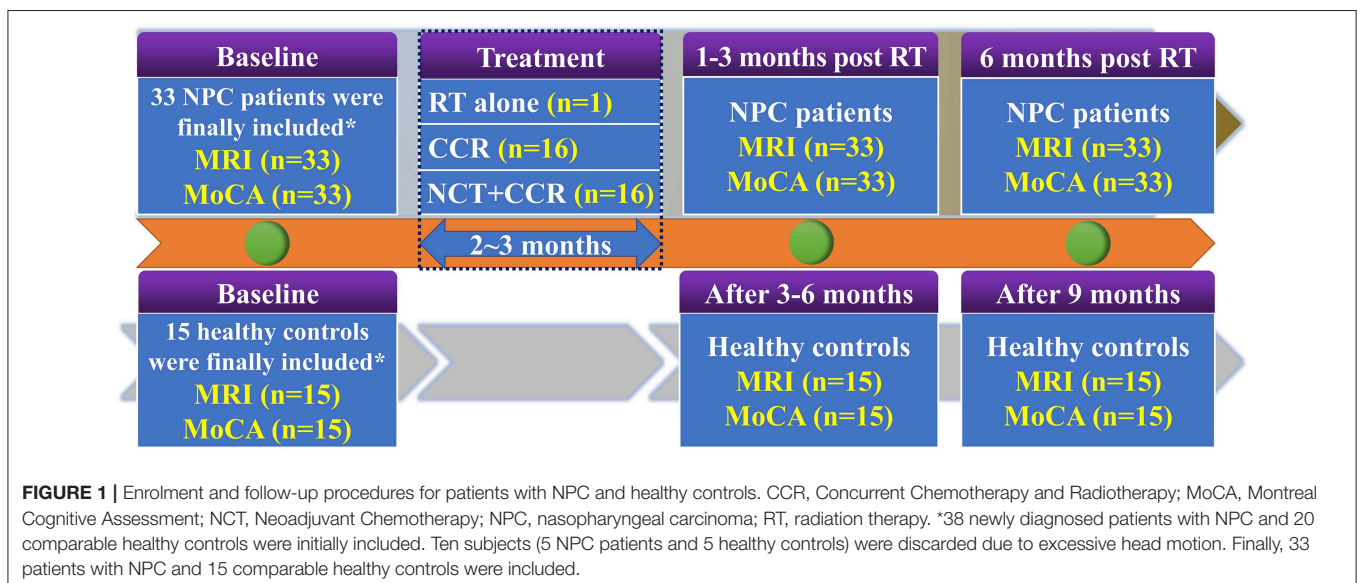 Baseline
33 NPC patients were
finally included*
MRI (n=33)
MoCA (n=33)
Treatment
RT alone (n=1)
CCR (n=16)
NCT+CCR (n=16)
1-3 months post RT
NPC patients
MRI (n=33)
MoCA (n=33)
6 months post RT
NPC patients
MRI (n=33)
MoCA (n=33)
2~3 months
Baseline
15 healthy controls
were finally included*
MRI (n=15)
MoCA (n=15)
After 3-6 months
Healthy controls
MRI (n=15)
MoCA (n=15)
After 9 months
Healthy controls
MRI (n=15)
MoCA (n=15)
FIGURE 1 | Enrolment and follow-up procedures for patients with NPC and healthy controls. CCR, Concurrent Chemotherapy and Radiotherapy; MoCA, Montreal
Cognitive Assessment; NCT, Neoadjuvant Chemotherapy; NPC, nasopharyngeal carcinoma; RT, radiation therapy. *38 newly diagnosed patients with NPC and 20
comparable healthy controls were initially included. Ten subjects (5 NPC patients and 5 healthy controls) were discarded due to excessive head motion. Finally, 33
patients with NPC and 15 comparable healthy controls were included.